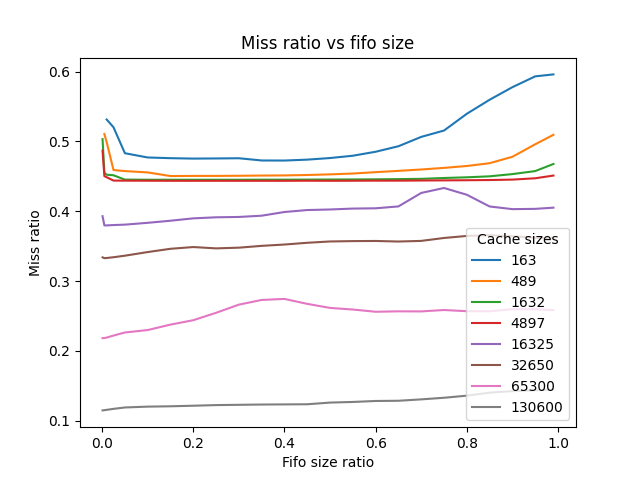 Miss ratio vs fifo size
0.6
0.5
0.4
0.3
0.2
0.1
Miss ratio
Cache sizes
163
489
1632
4897
16325
32650
65300
130600
0.0 0.2 0.4 0.6 0.8 1.0
Fifo size ratio